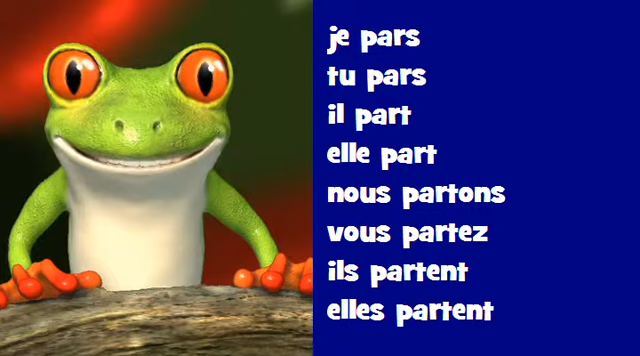 je pars
tu pars
il part
elle part
nous partons
vous partez
ils partent
elles partent